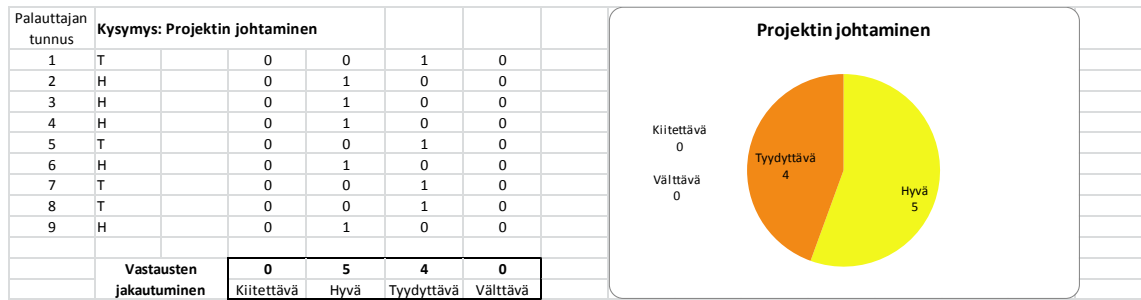 Palauttajan
tunnus
Kysymys: Projektin johtaminen
1 T 0 0 1 0
2 H 0 1 0 0
3 H 0 1 0 0
4 H 0 1 0 0
5 T 0 0 1 0
6 H 0 1 0 0
7 T 0 0 1 0
8 T 0 0 1 0
9 H 0 1 0 0
Vastausten 0 5 4 0
jakautuminen Kiitettävä Hyvä Tyydyttävä Välttävä
Projektin johtaminen
Kiitettävä
0
Välttävä
0
Tyydyttävä
4
Hyvä
5